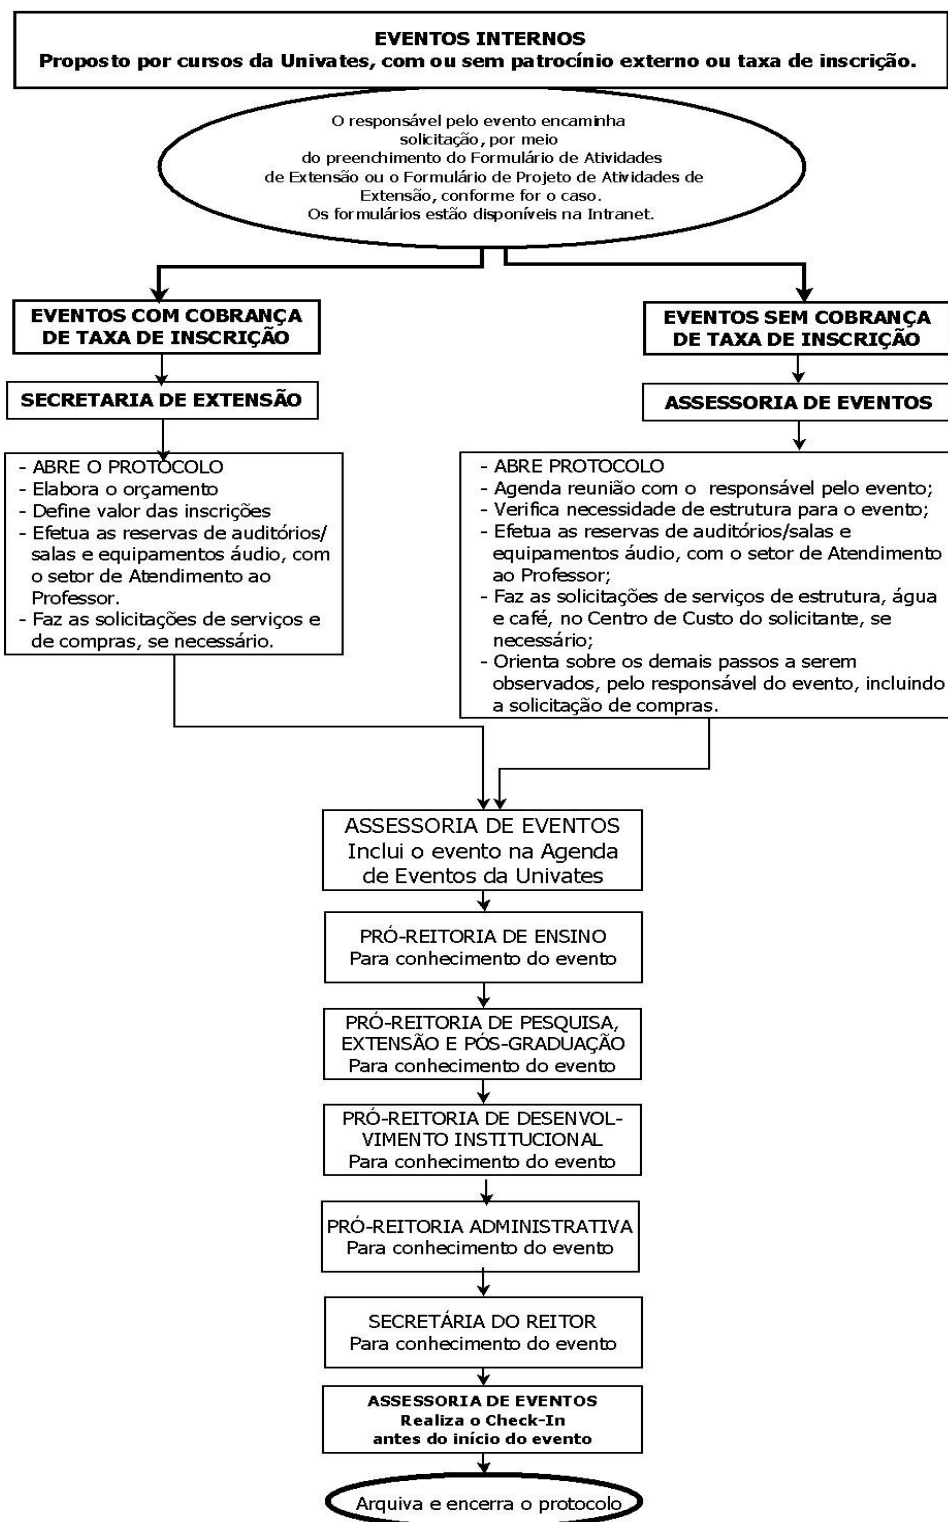 EVENTOS INTERNOS
Proposto por cursos da Univates, com ou sem patrocínio externo ou taxa de inscrição.
O responsável pelo evento encaminha
solicitação, por meio
do preenchimento do Formulário de Atividades
de Extensão ou o Formulário de Projeto de Atividades de
Extensão, conforme for o caso.
Os formulários estão disponíveis na Intranet.
EVENTOS COM COBRANÇA
DE TAXA DE INSCRIÇÃO
SECRETARIA DE EXTENSÃO
- ABRE O PROTOCOLO
- Elabora o orçamento
- Define valor das inscrições
- Efetua as reservas de auditórios/
salas e equipamentos áudio, com
o setor de Atendimento ao
Professor.
- Faz as solicitações de serviços e
de compras, se necessário.
EVENTOS SEM COBRANÇA
DE TAXA DE INSCRIÇÃO
ASSESSORIA DE EVENTOS
- ABRE PROTOCOLO
- Agenda reunião com o responsável pelo evento;
- Verifica necessidade de estrutura para o evento;
- Efetua as reservas de auditórios/salas e
equipamentos áudio, com o setor de Atendimento
ao Professor;
- Faz as solicitações de serviços de estrutura, água
e café, no Centro de Custo do solicitante, se
necessário;
- Orienta sobre os demais passos a serem
observados, pelo responsável do evento, incluindo
a solicitação de compras.
ASSESSORIA DE EVENTOS
Inclui o evento na Agenda
de Eventos da Univates
PRÓ-REITORIA DE ENSINO
Para conhecimento do evento
PRÓ-REITORIA DE PESQUISA,
EXTENSÃO E PÓS-GRADUAÇÃO
Para conhecimento do evento
PRÓ-REITORIA DE DESENVOL-
VIMENTO INSTITUCIONAL
Para conhecimento do evento
PRÓ-REITORIA ADMINISTRATIVA
Para conhecimento do evento
SECRETÁRIA DO REITOR
Para conhecimento do evento
ASSESSORIA DE EVENTOS
Realiza o Check-In
antes do início do evento
Arquiva e encerra o protocolo